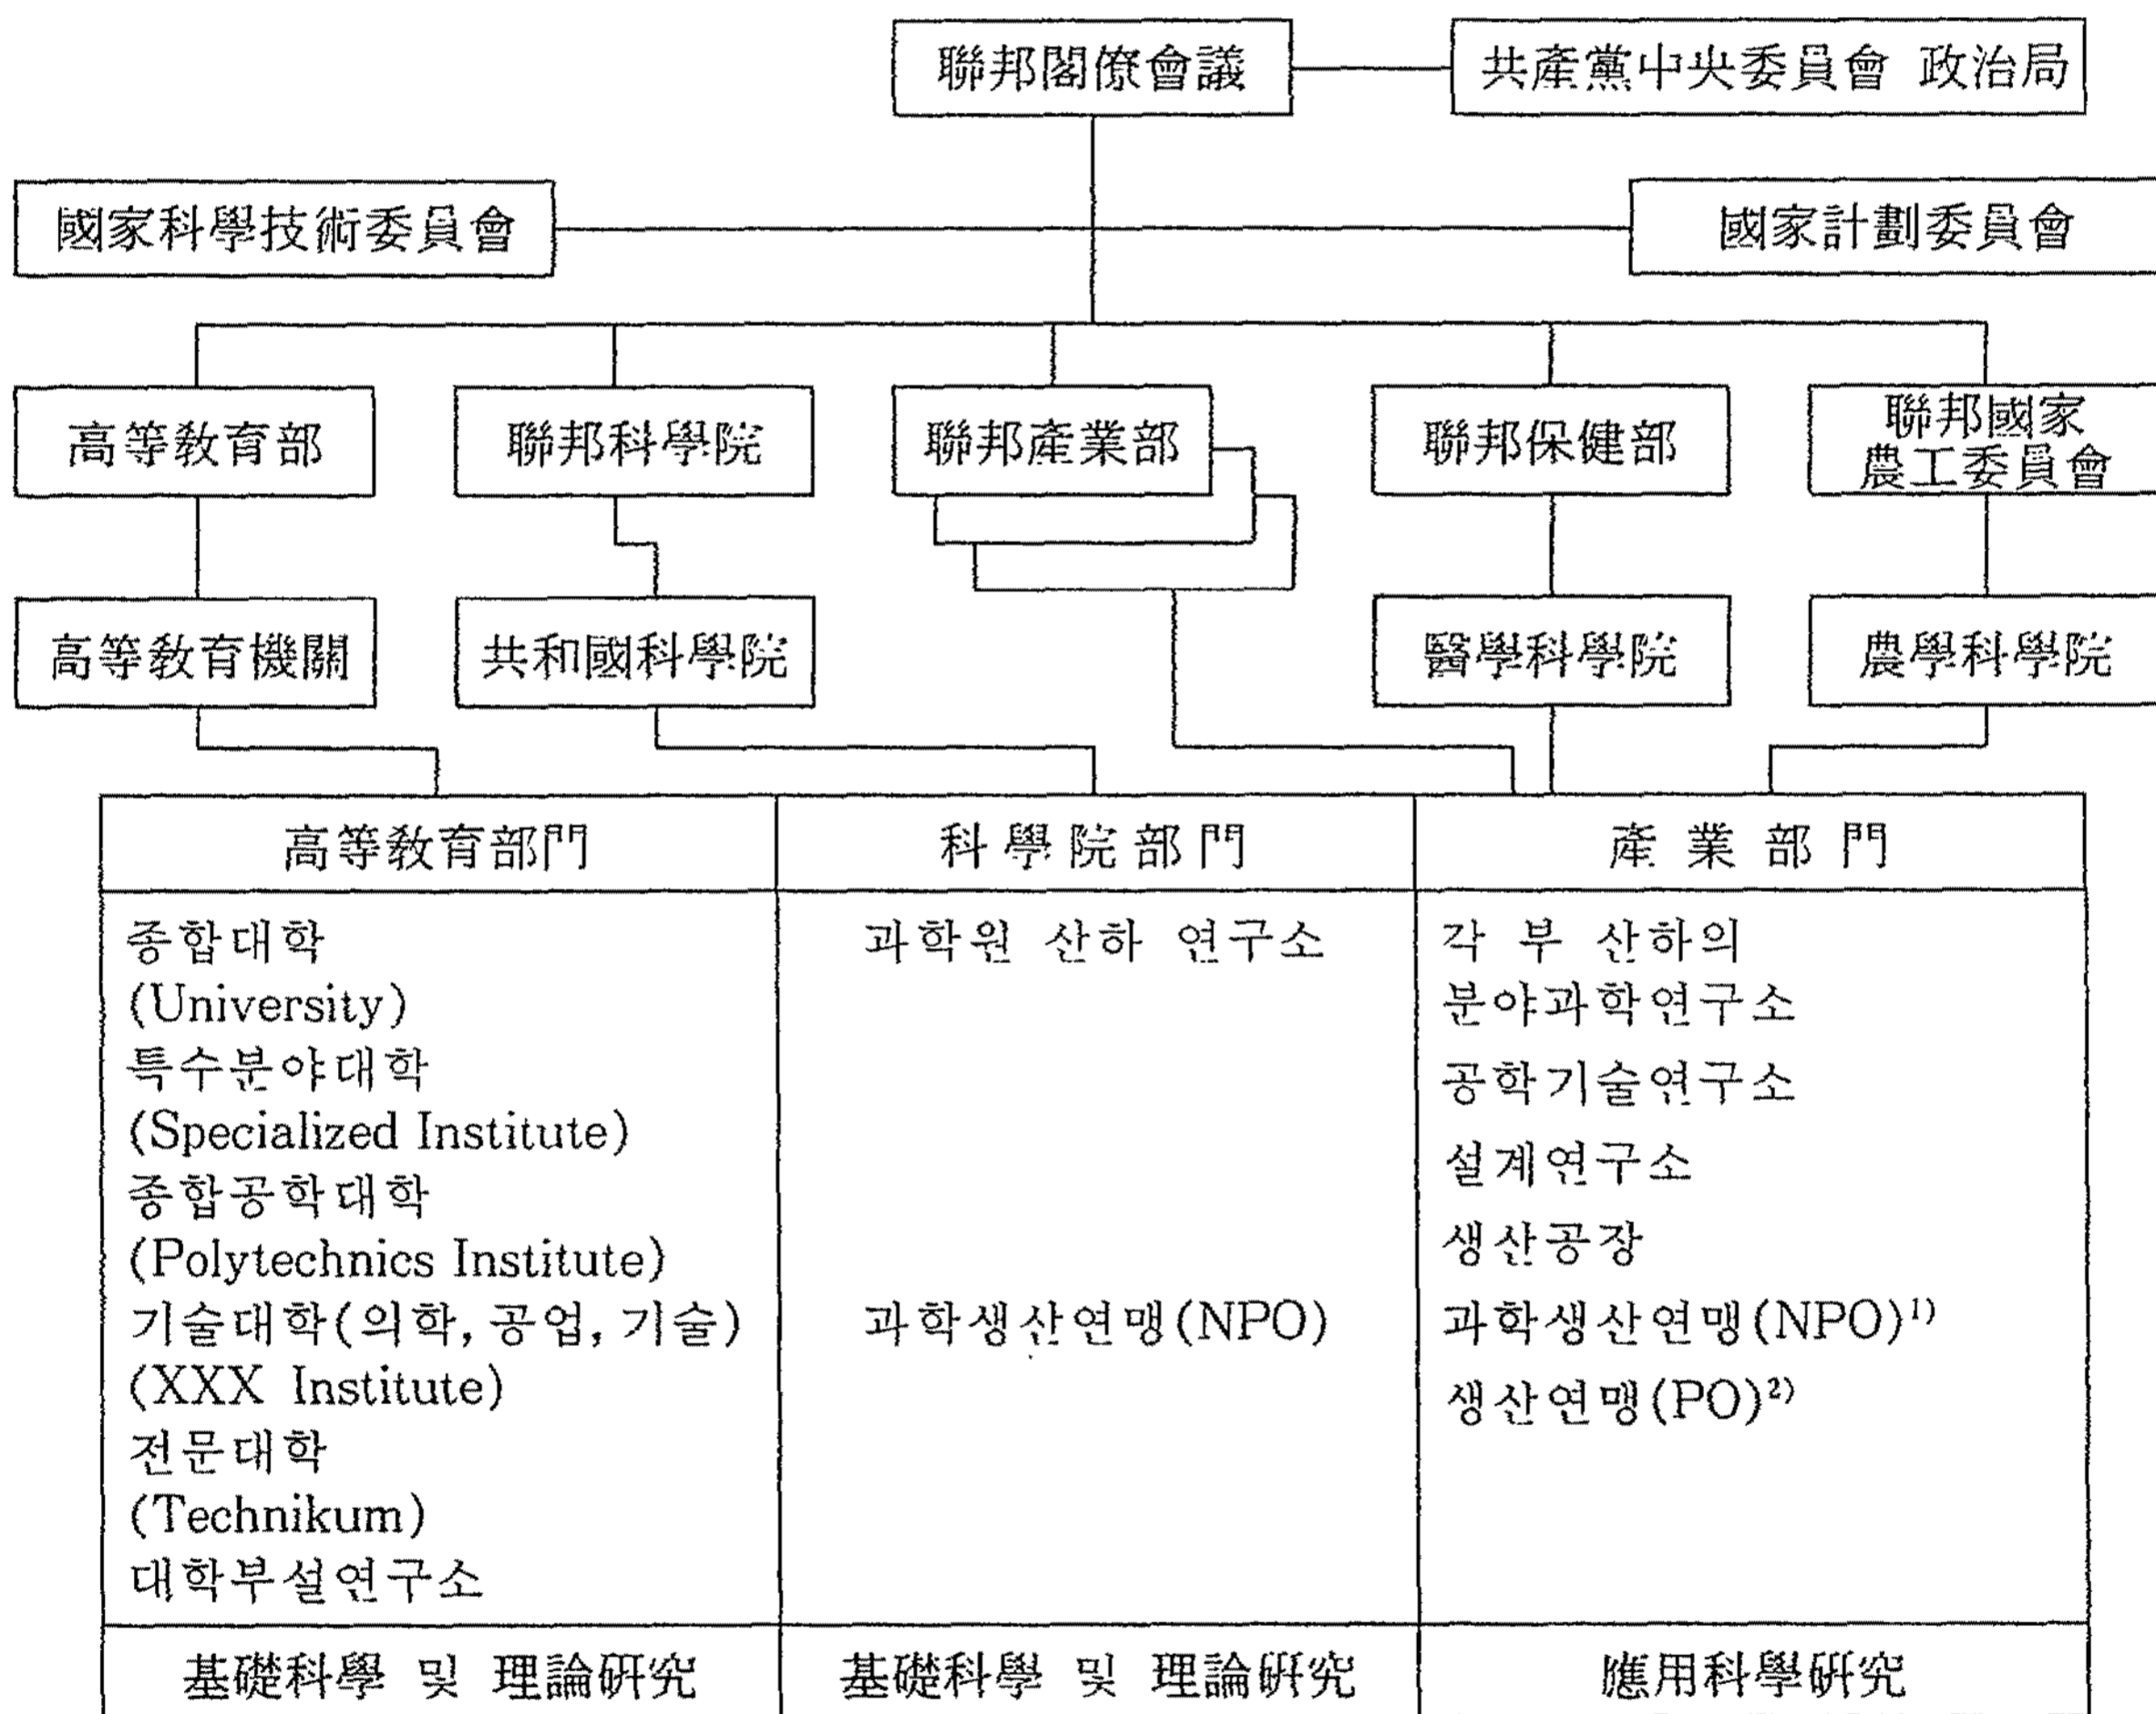 聯邦閣僚會議
共產黨中央委員會 政治局
國家科學技術委員會
國家計劃委員會
高等敎育部
聯邦科學院
聯邦產業部
聯邦保健部
聯邦國家
農工委員會
高等敎育機關
共和國科學院
醫學科學院
農學科學院
高等敎育部門
科學院部門
產業部門
종합대학
(University)
특수분야대학
(Specialized Institute)
종합공학대학
(Polytechnics Institute)
기술대학(의학, 공업, 기술)
(XXX Institute)
전문대학
(Technikum)
대학부설연구소
과학원 산하 연구소
과학생산연맹(NPO)
각 부 산하의
분야과학연구소
공학기술연구소
설계연구소
생산공장
과학생산연맹(NPO)¹⁾
생산연맹(PO)²⁾
基礎科學 및 理論硏究
基礎科學 및 理論硏究
應用科學硏究